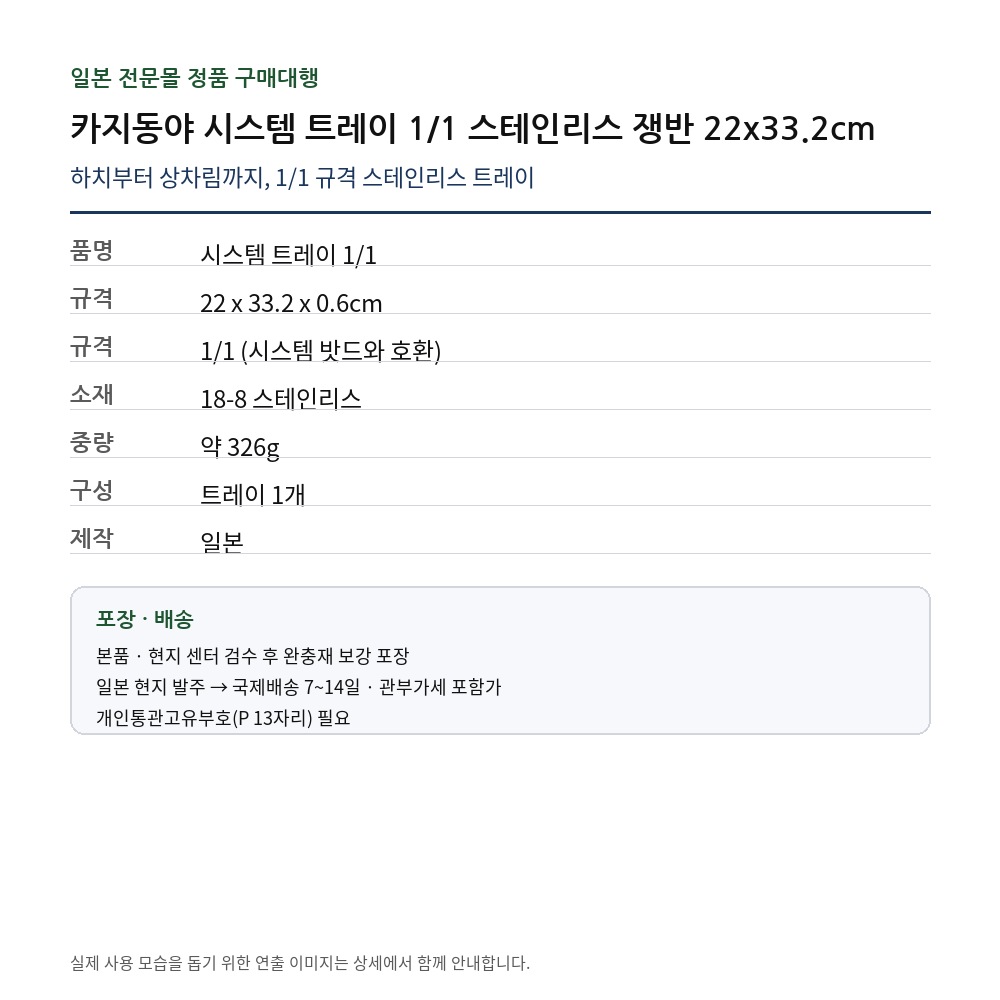 일본 전문몰 정품 구매대행
카지동야 시스템 트레이 1/1 스테인리스 쟁반 22x33.2cm
하치부터 상차림까지, 1/1 규격 스테인리스 트레이
품명 시스템 트레이 1/1
규격 22 x 33.2 x 0.6cm
규격 1/1 (시스템 밧드와 호환)
소재 18-8 스테인리스
중량 약 326g
구성 트레이 1개
제작 일본
포장 · 배송
본품 · 현지 센터 검수 후 완충재 보강 포장
일본 현지 발주 → 국제배송 7~14일 · 관부가세 포함가
개인통관고유부호(P 13자리) 필요
실제 사용 모습을 돕기 위한 연출 이미지는 상세에서 함께 안내합니다.